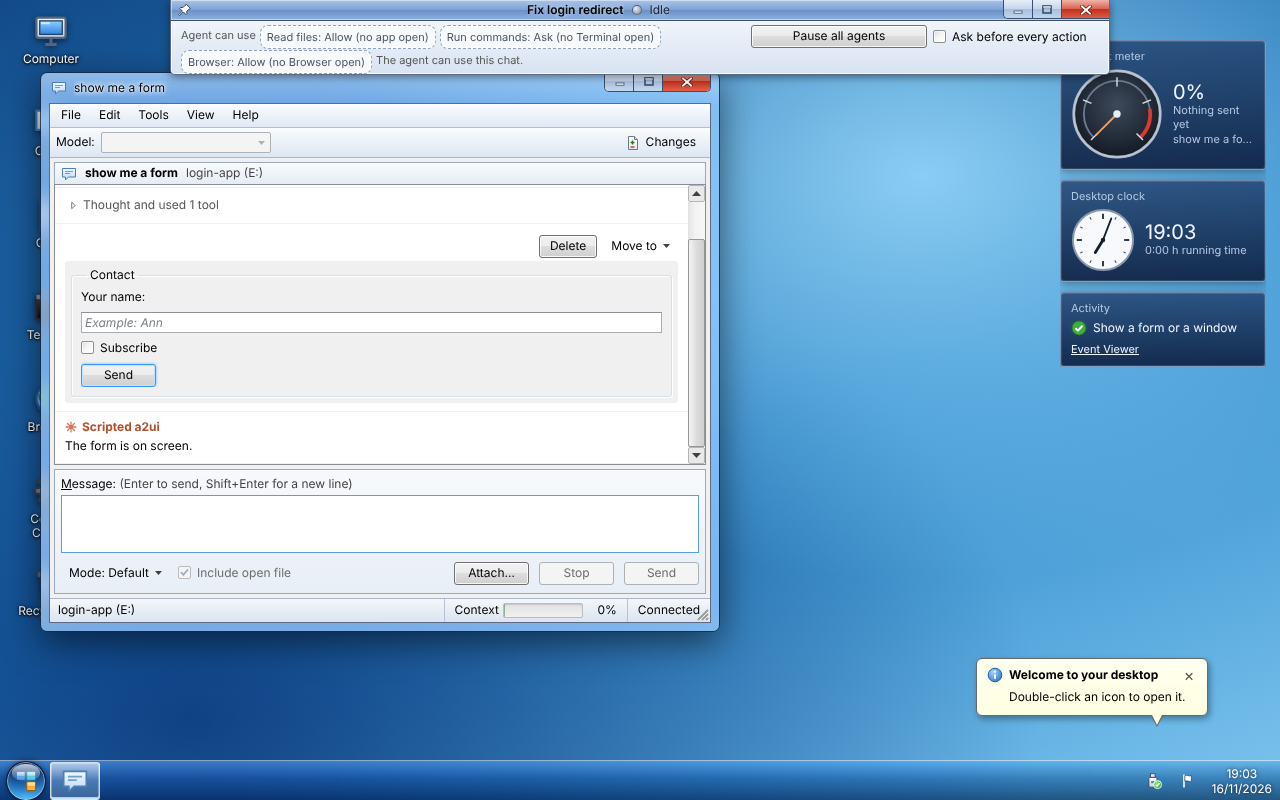 Fix login redirect
Idle
Agent can use
Read files: Allow (no app open)
Run commands: Ask (no Terminal open)
Browser: Allow (no Browser open)
The agent can use this chat.
Pause all agents
Ask before every action
Computer
show me a form
File Edit Tools View Help
Model:
Changes
show me a form login-app (E:)
Thought and used 1 tool
Delete
Move to
Contact
Your name:
Example: Ann
Subscribe
Send
Scripted a2ui
The form is on screen.
Message: (Enter to send, Shift+Enter for a new line)
Mode: Default
Include open file
Attach...
Stop
Send
login-app (E:)
Context
0%
Connected
meter
0%
Nothing sent
yet
show me a fo...
Desktop clock
19:03
0:00 h running time
Activity
Show a form or a window
Event Viewer
Welcome to your desktop
Double-click an icon to open it.
19:03
16/11/2026